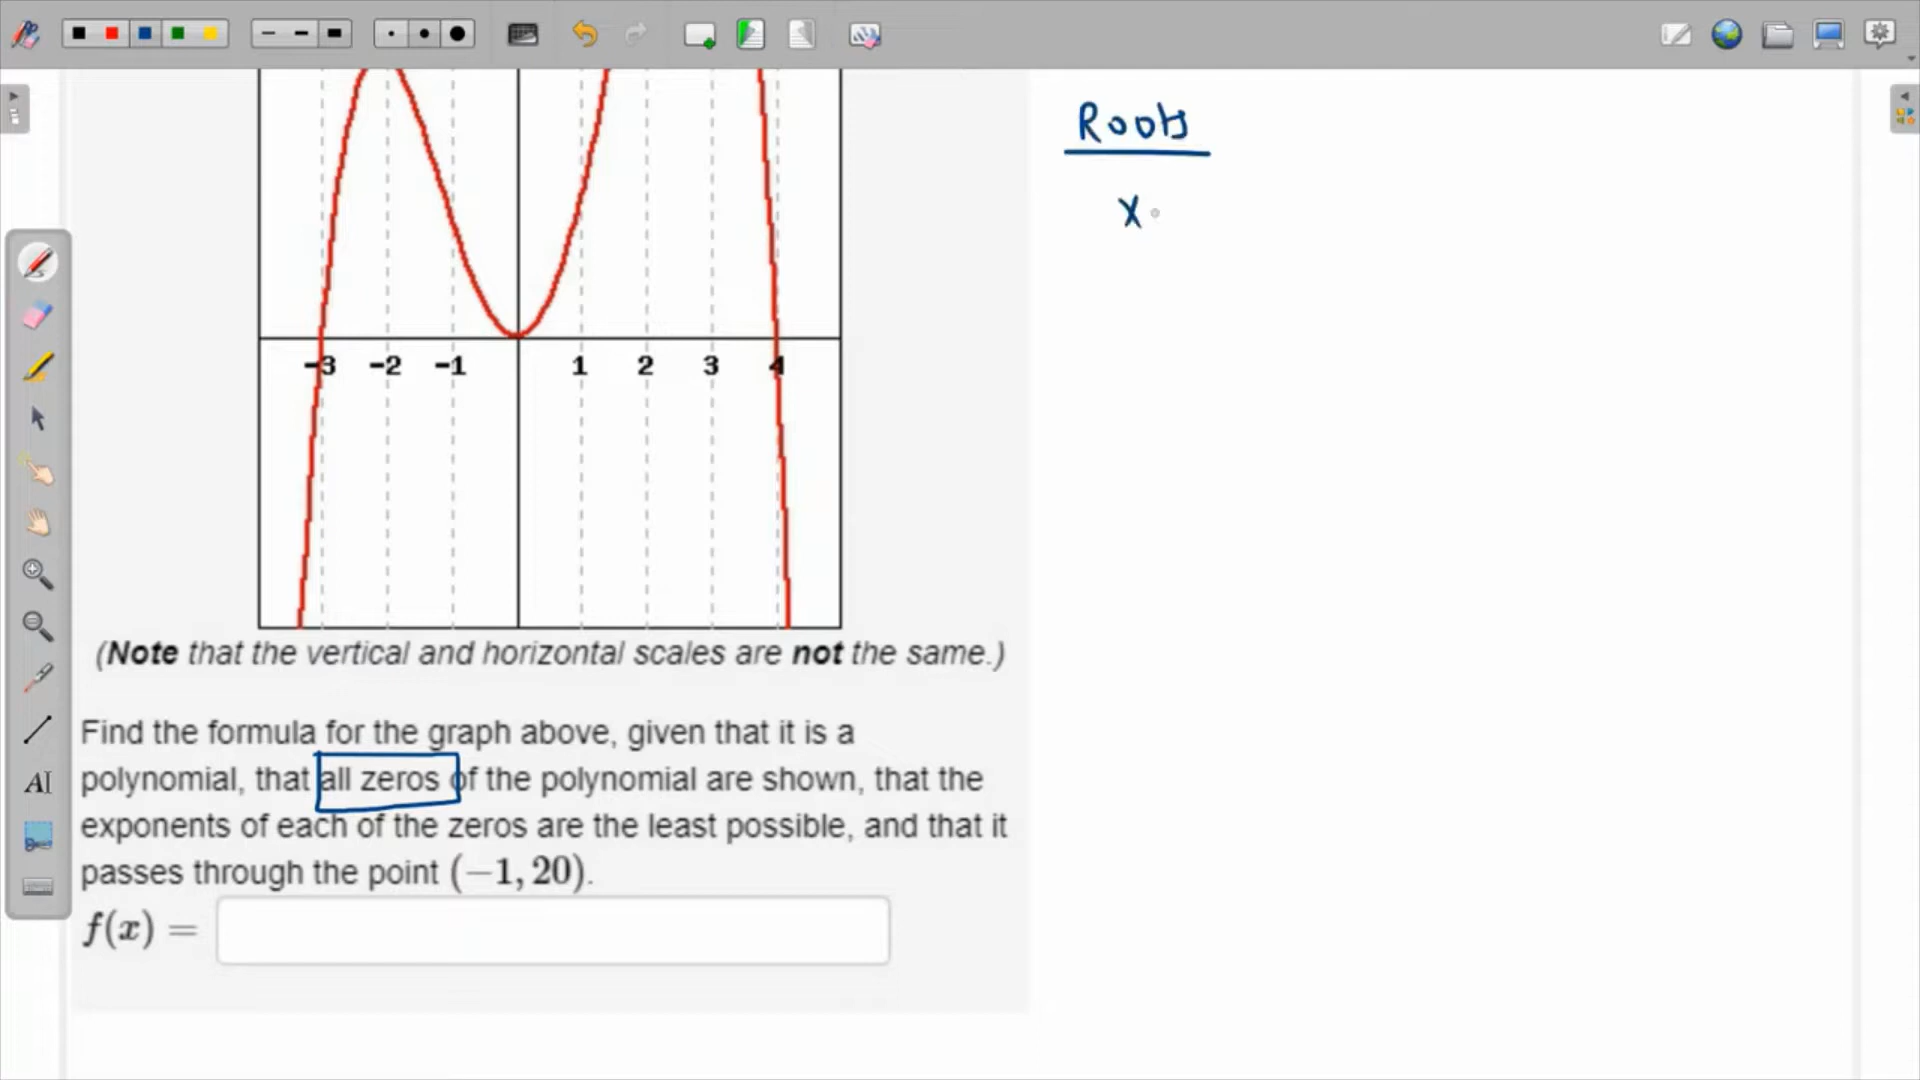 Roots
x
-3 -2 -1 1 2 3 4
(Note that the vertical and horizontal scales are not the same.)
Find the formula for the graph above, given that it is a
polynomial, that all zeros of the polynomial are shown, that the
exponents of each of the zeros are the least possible, and that it
passes through the point (−1, 20).
f(x) =
AI